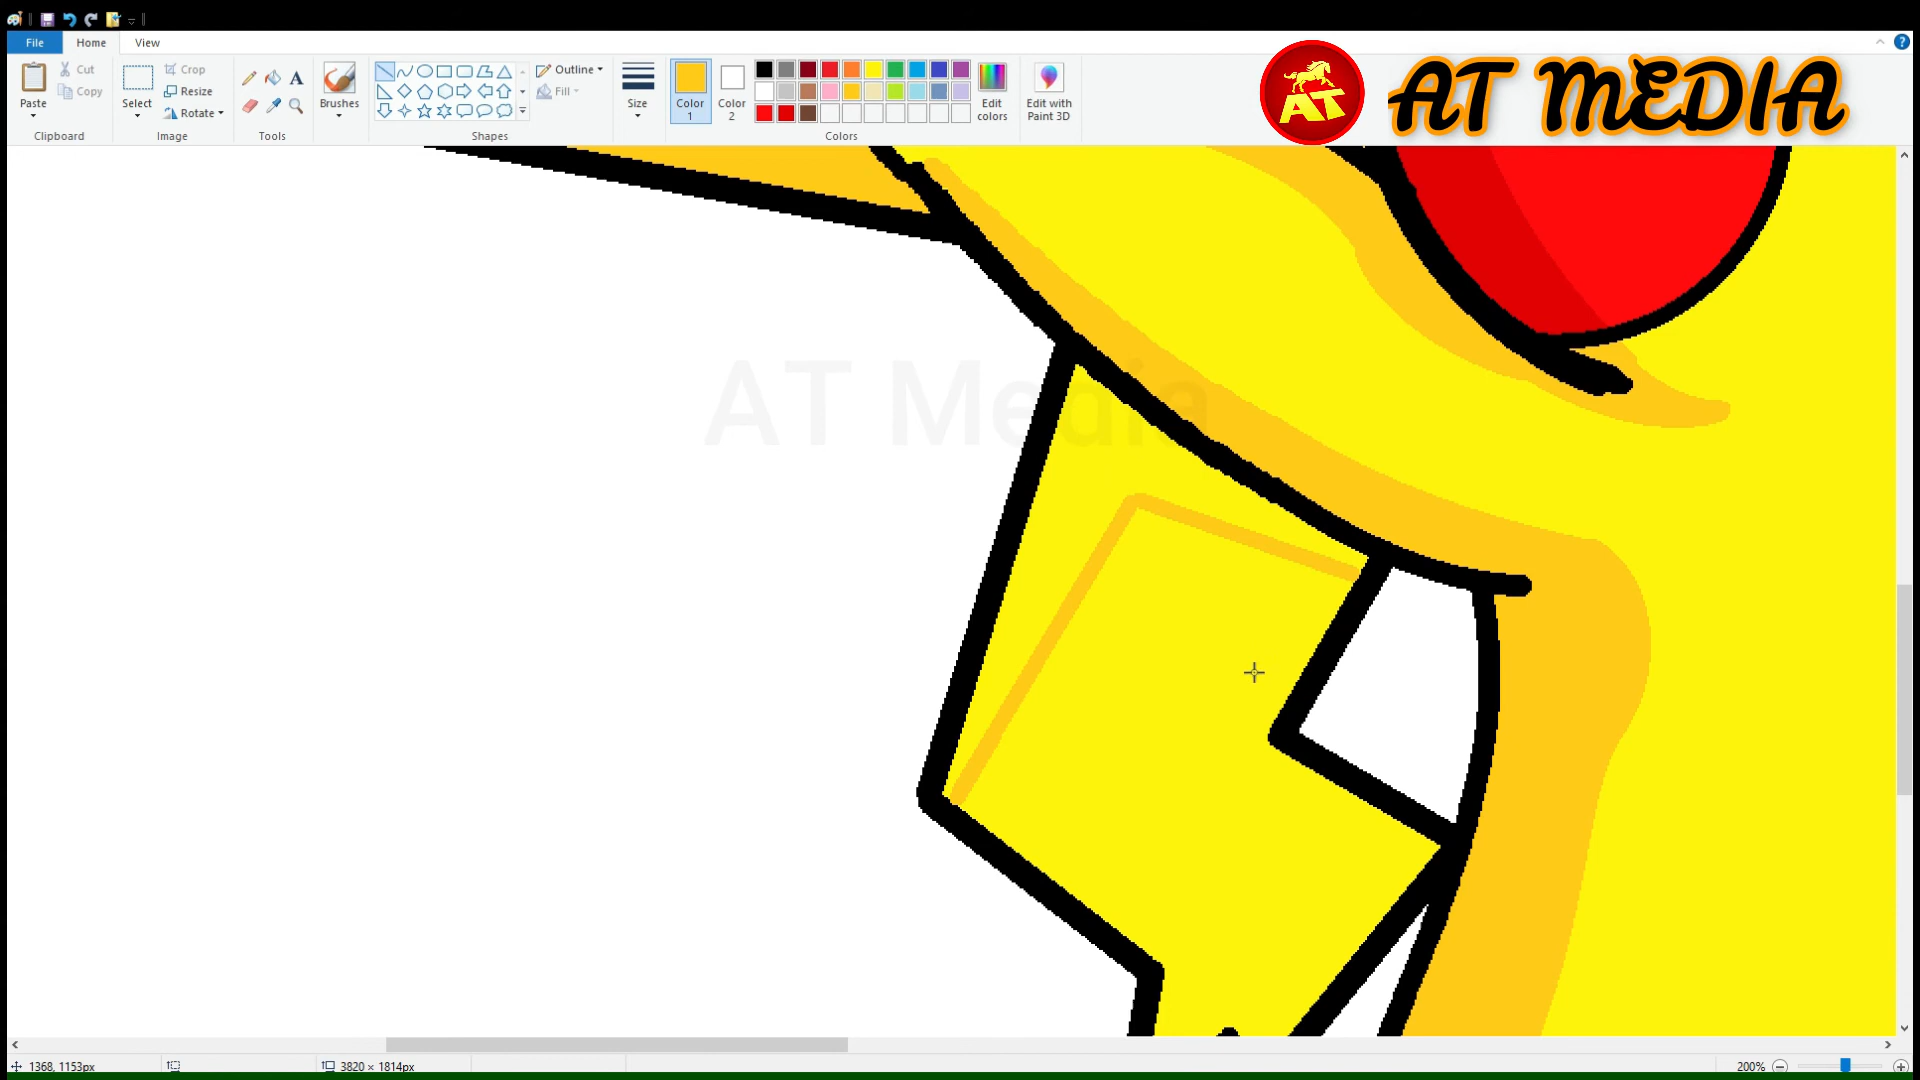 File Home View
Paste Cut Copy Clipboard
Select Crop Resize Rotate Image
Tools
Brushes
Shapes
Outline Fill
Size
Color 1 Color 2
Colors
Edit colors
Edit with Paint 3D
AT AT MEDIA
AT Media
1368, 1153px 3820 × 1814px 200%